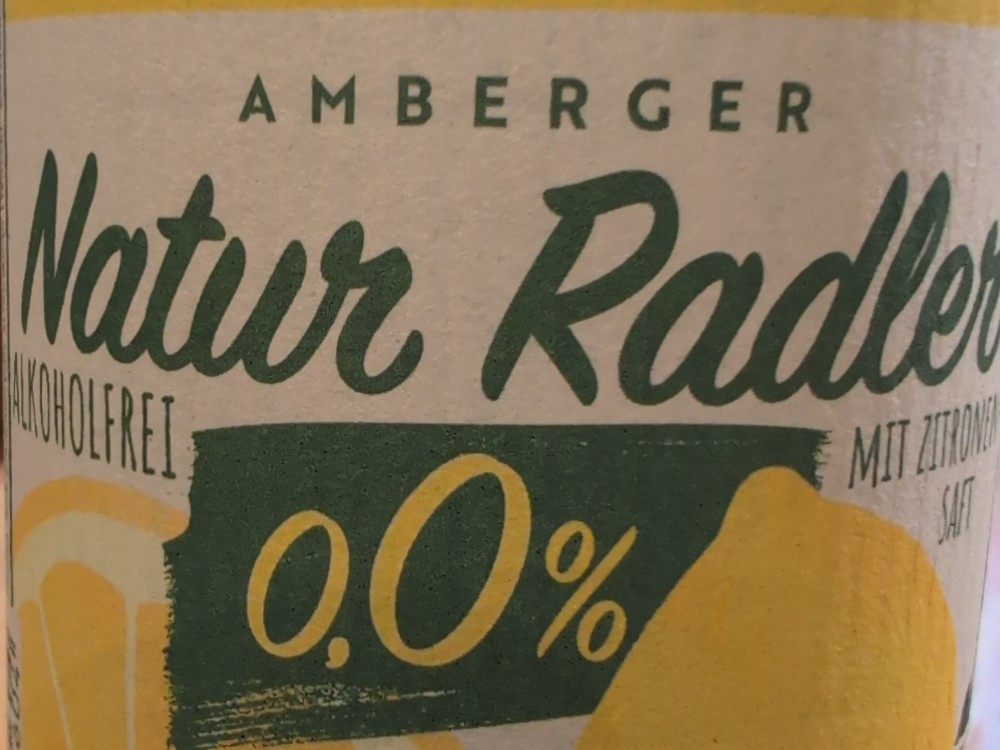 AMBERGER
Natur Radler
ALKOHOLFREI
MIT ZITRONEN
SAFT
0,0%